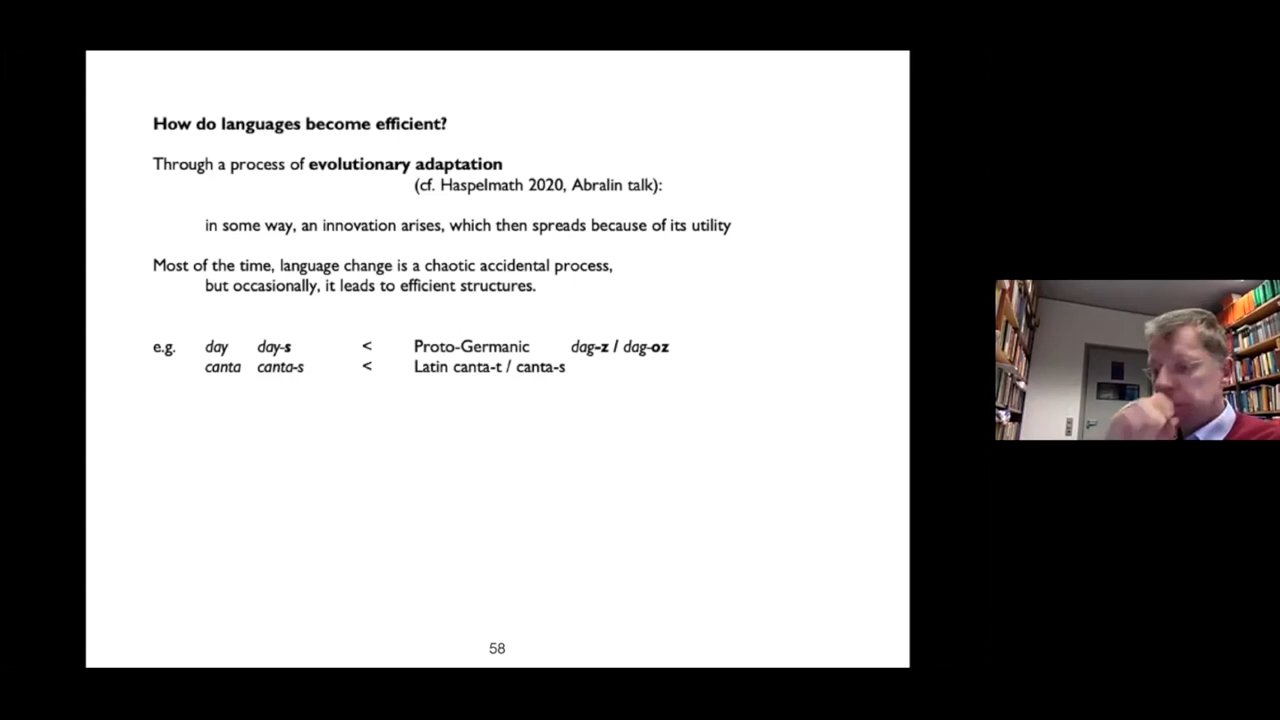 How do languages become efficient?
Through a process of evolutionary adaptation
(cf. Haspelmath 2020, Abralin talk):
in some way, an innovation arises, which then spreads because of its utility
Most of the time, language change is a chaotic accidental process,
but occasionally, it leads to efficient structures.
e.g. day day-s < Proto-Germanic dag-z / dag-oz
canta canta-s < Latin canta-t / canta-s
58